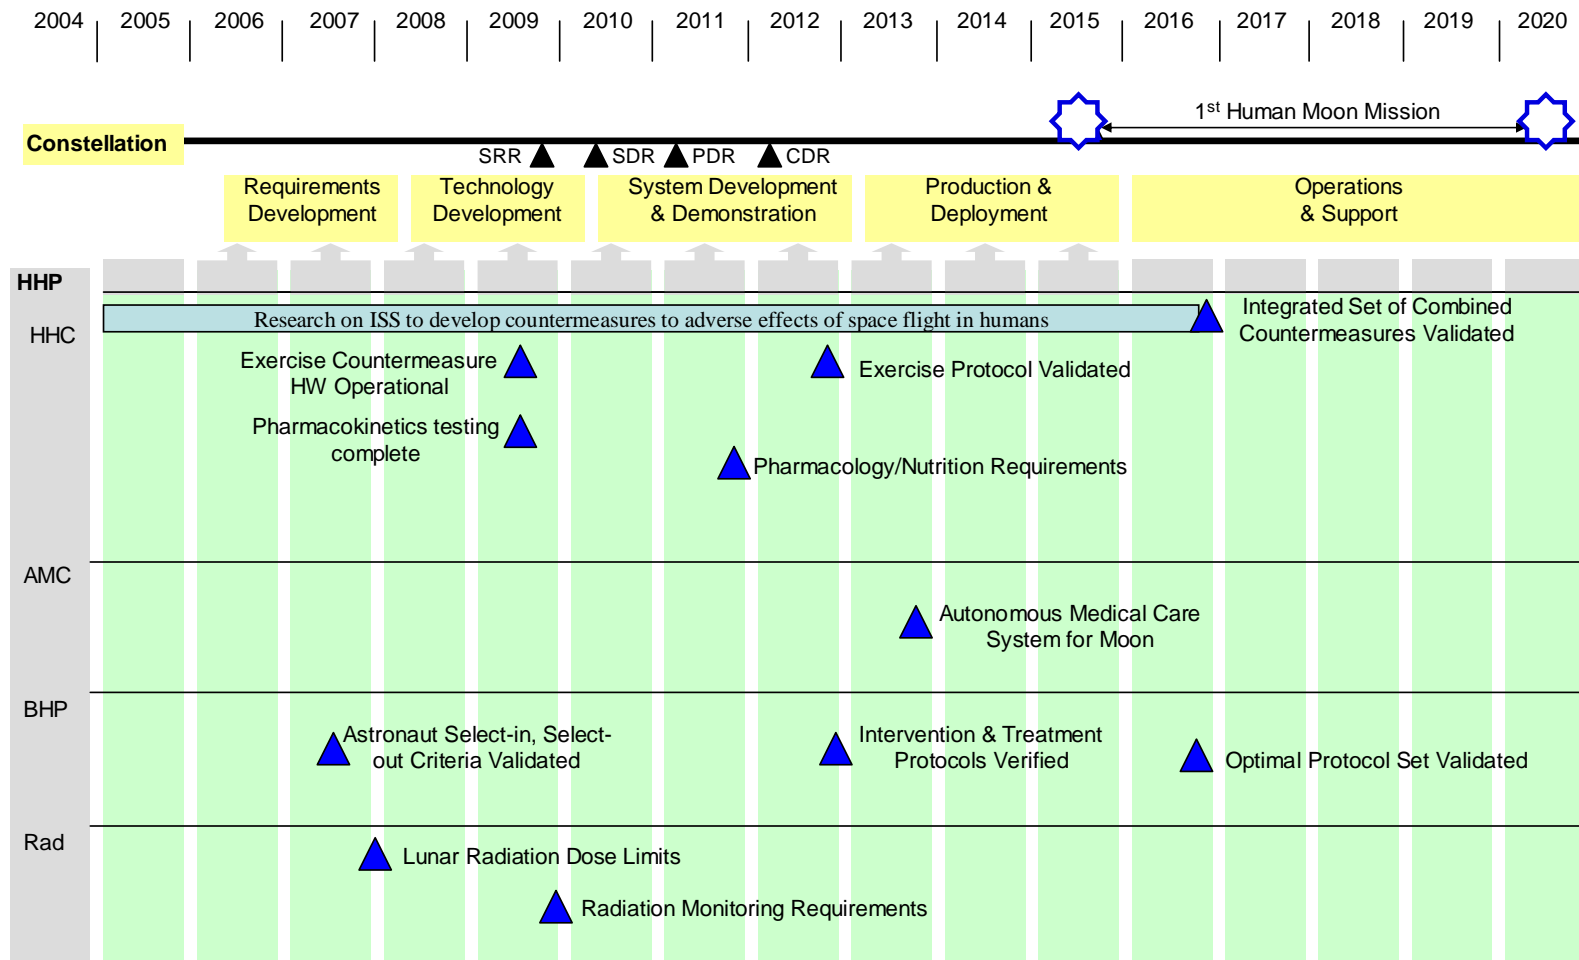 2004 2005 2006 2007 2008 2009 2010 2011 2012 2013 2014 2015 2016 2017 2018 2019 2020
1st Human Moon Mission
Constellation
SRR SDR PDR CDR
Requirements
Development
Technology
Development
System Development
& Demonstration
Production &
Deployment
Operations
& Support
HHP
HHC
Research on ISS to develop countermeasures to adverse effects of space flight in humans
Integrated Set of Combined
Countermeasures Validated
Exercise Countermeasure
HW Operational
Exercise Protocol Validated
Pharmacokinetics testing
complete
Pharmacology/Nutrition Requirements
AMC
Autonomous Medical Care
System for Moon
BHP
Astronaut Select-in, Select-
out Criteria Validated
Intervention & Treatment
Protocols Verified
Optimal Protocol Set Validated
Rad
Lunar Radiation Dose Limits
Radiation Monitoring Requirements